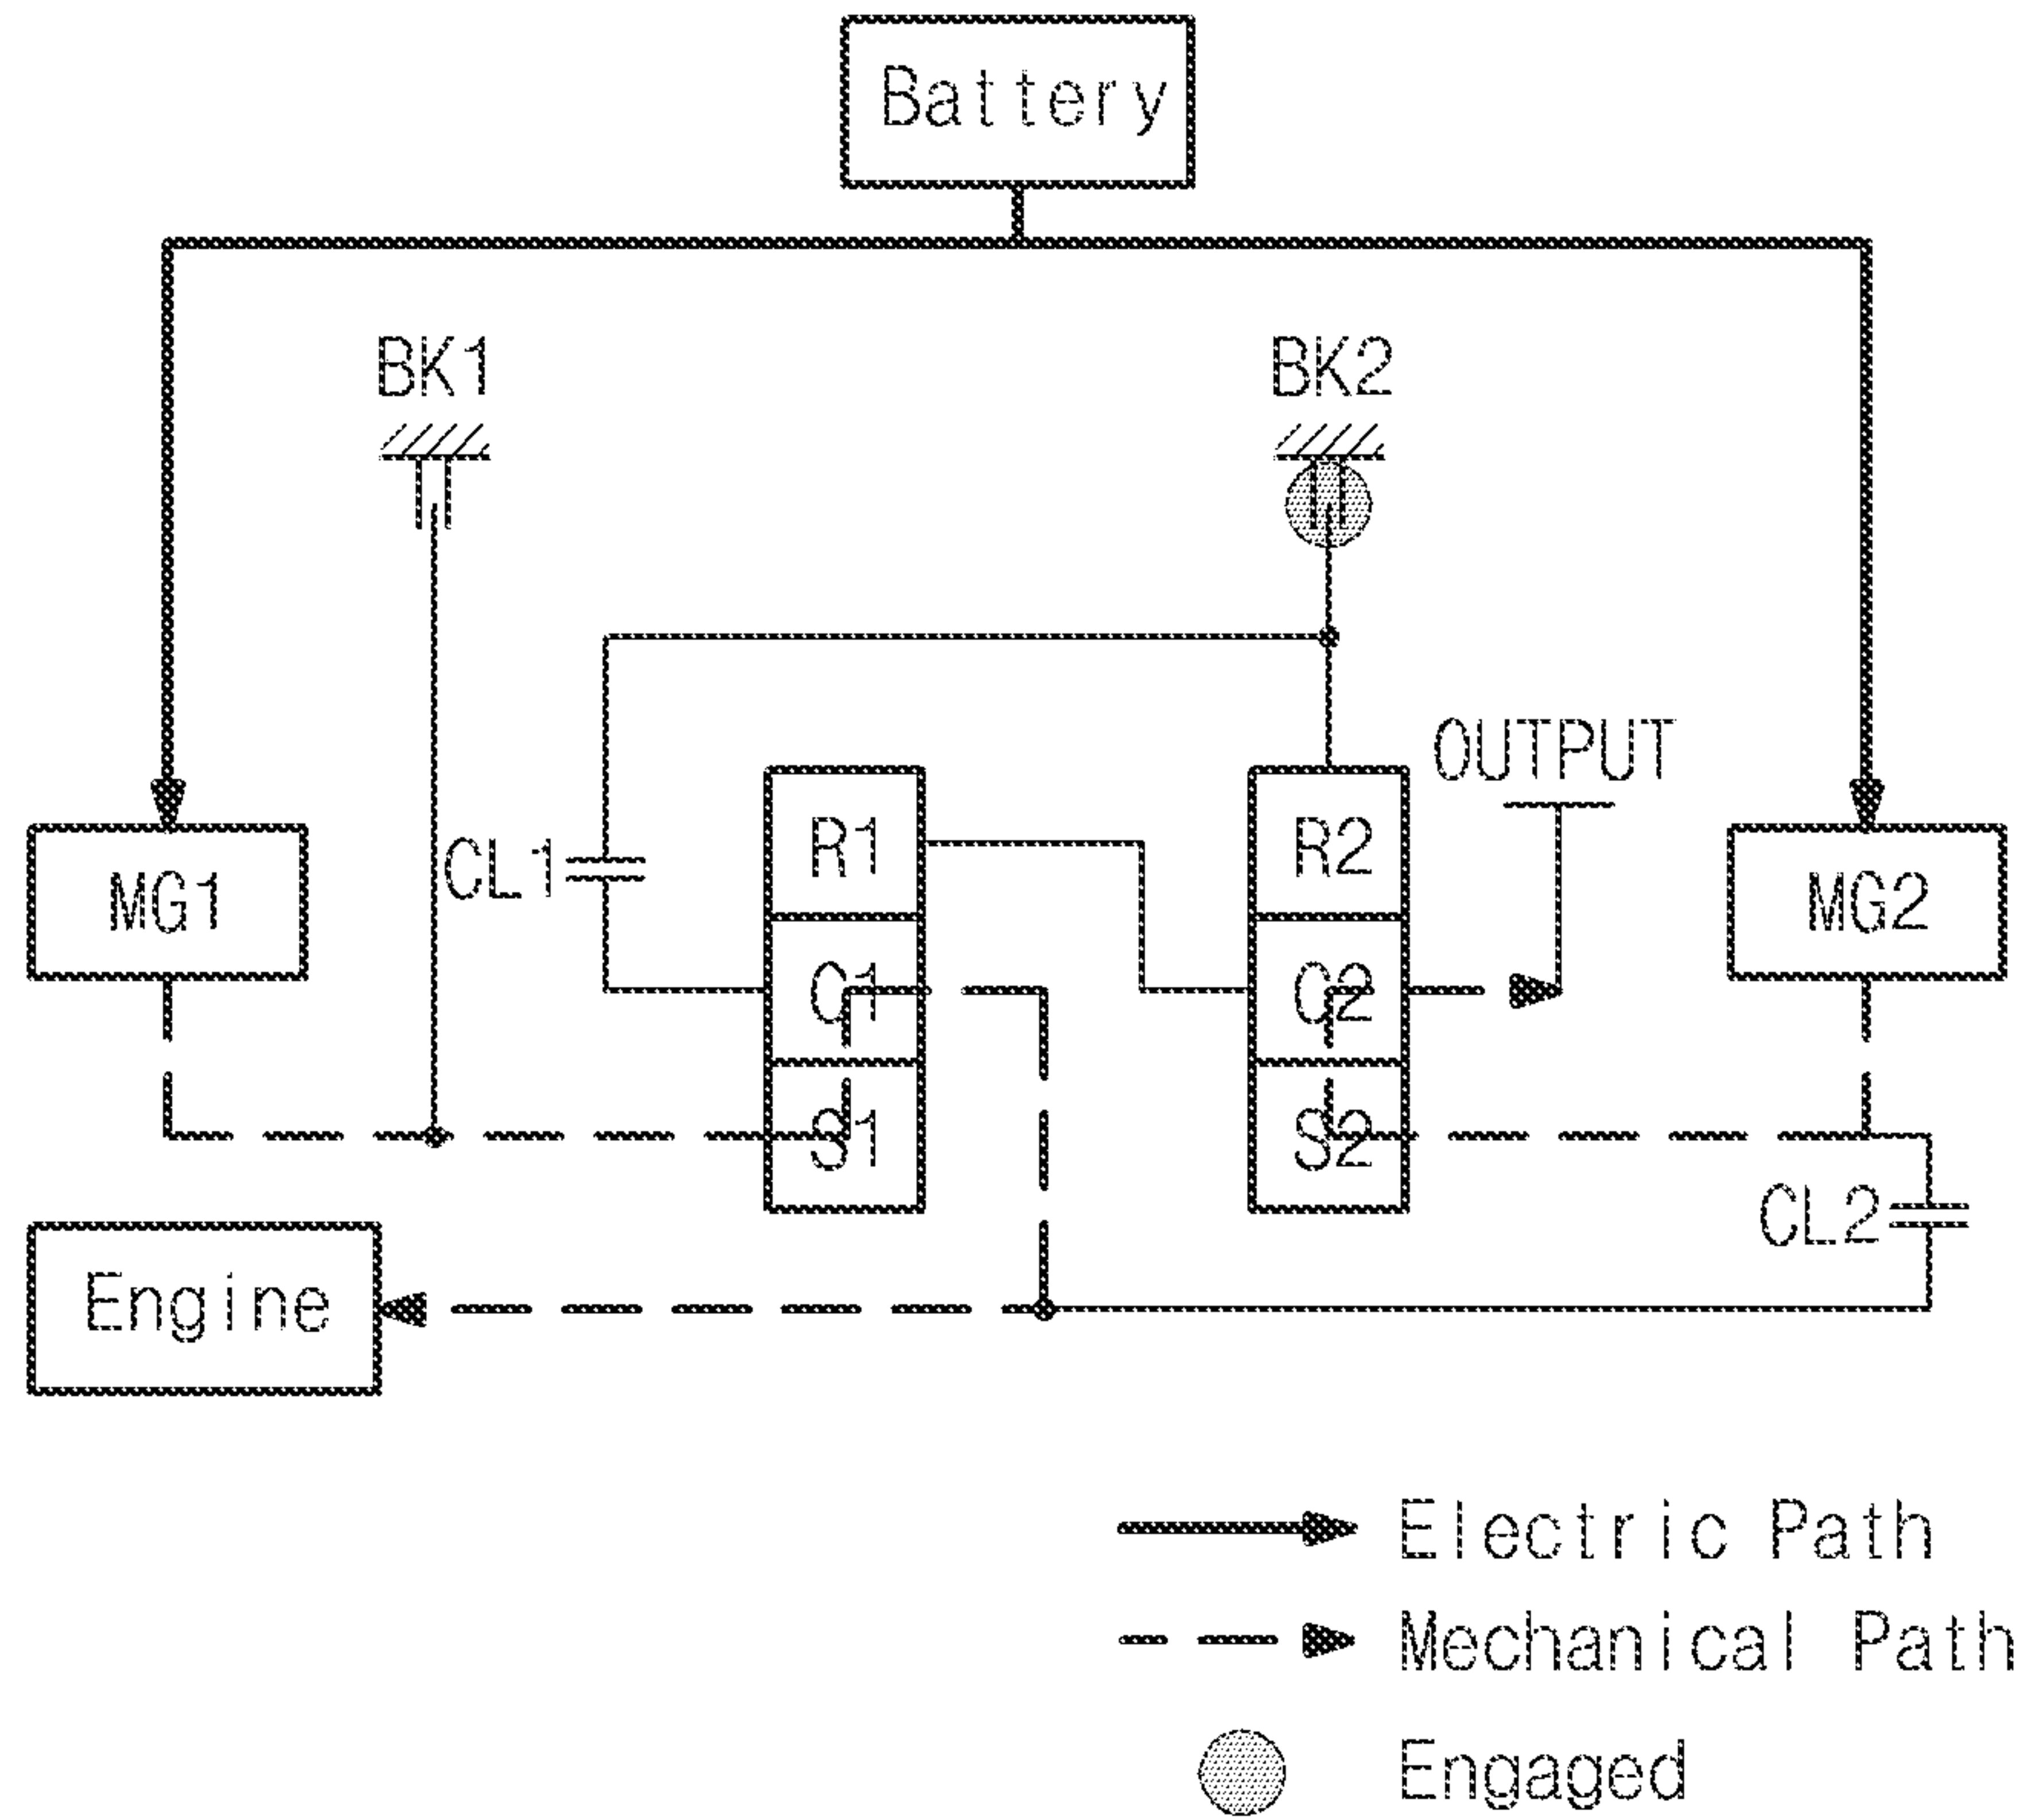 Battery
BK1
BK2
OUTPUT
MG1
CL1
R1
R2
MG2
C1
C2
S1
S2
CL2
Engine
Electric Path
Mechanical Path
Engaged